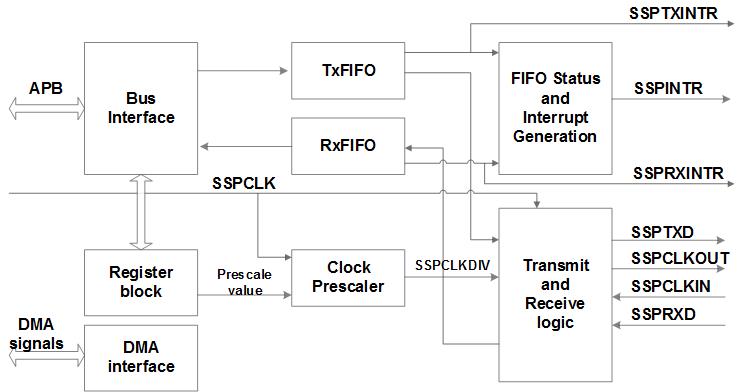 SSPTXINTR
TxFIFO
FIFO Status
and
Interrupt
Generation
APB
Bus
Interface
SSPINTR
RxFIFO
SSPRXINTR
SSPCLK
SSPTXD
SSPCLKOUT
SSPCLKIN
SSPRXD
Register
block
Prescale
value
Clock
Prescaler
SSPCLKDIV
Transmit
and
Receive
logic
DMA
signals
DMA
interface